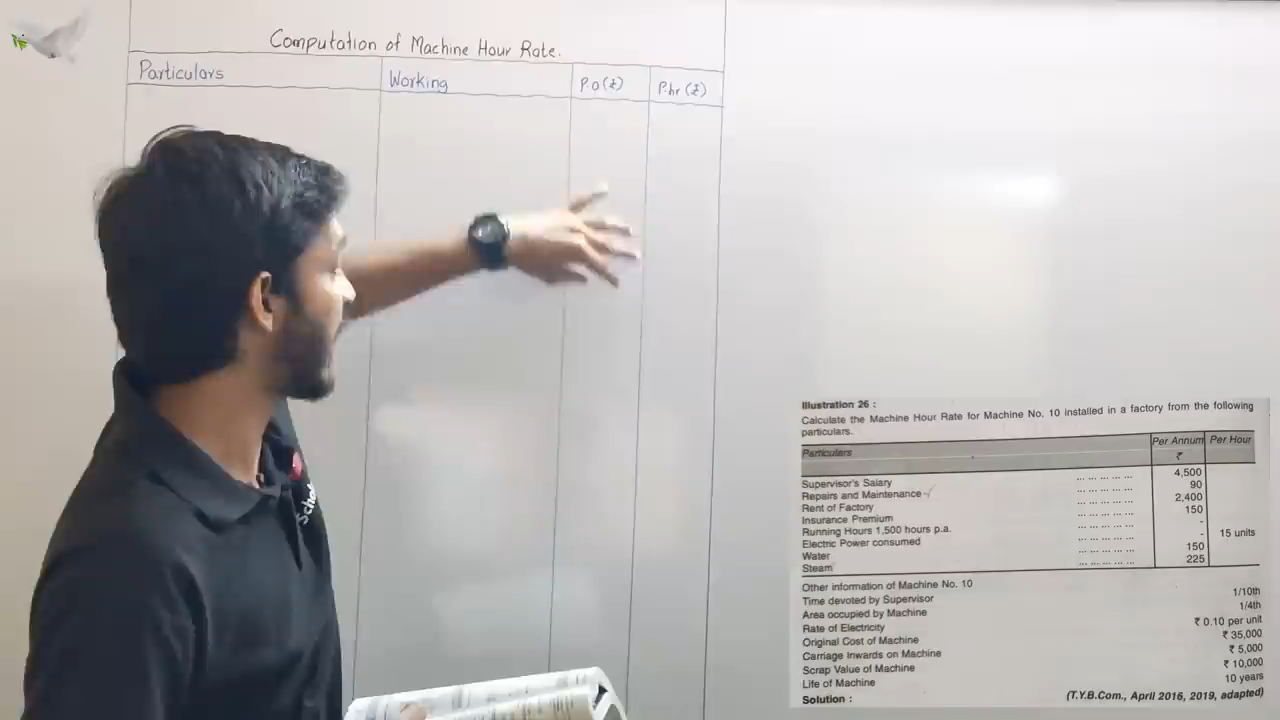 Computation of Machine Hour Rate.
Particulars Working P.a (₹) P.hr (₹)
Illustration 26 :
Calculate the Machine Hour Rate for Machine No. 10 installed in a factory from the following
particulars.
Particulars Per Annum Per Hour
₹
Supervisor's Salary ... ... ... ... ... 4,500
Repairs and Maintenance ... ... ... ... ... 90
Rent of Factory ... ... ... ... ... 2,400
Insurance Premium ... ... ... ... ... 150
Running Hours 1,500 hours p.a. -
Electric Power consumed ... ... ... ... ... - 15 units
Water ... ... ... ... ... 150
Steam ... ... ... ... ... 225
Other information of Machine No. 10
Time devoted by Supervisor 1/10th
Area occupied by Machine 1/4th
Rate of Electricity ₹ 0.10 per unit
Original Cost of Machine ₹ 35,000
Carriage Inwards on Machine ₹ 5,000
Scrap Value of Machine ₹ 10,000
Life of Machine 10 years
Solution : (T.Y.B.Com., April 2016, 2019, adapted)